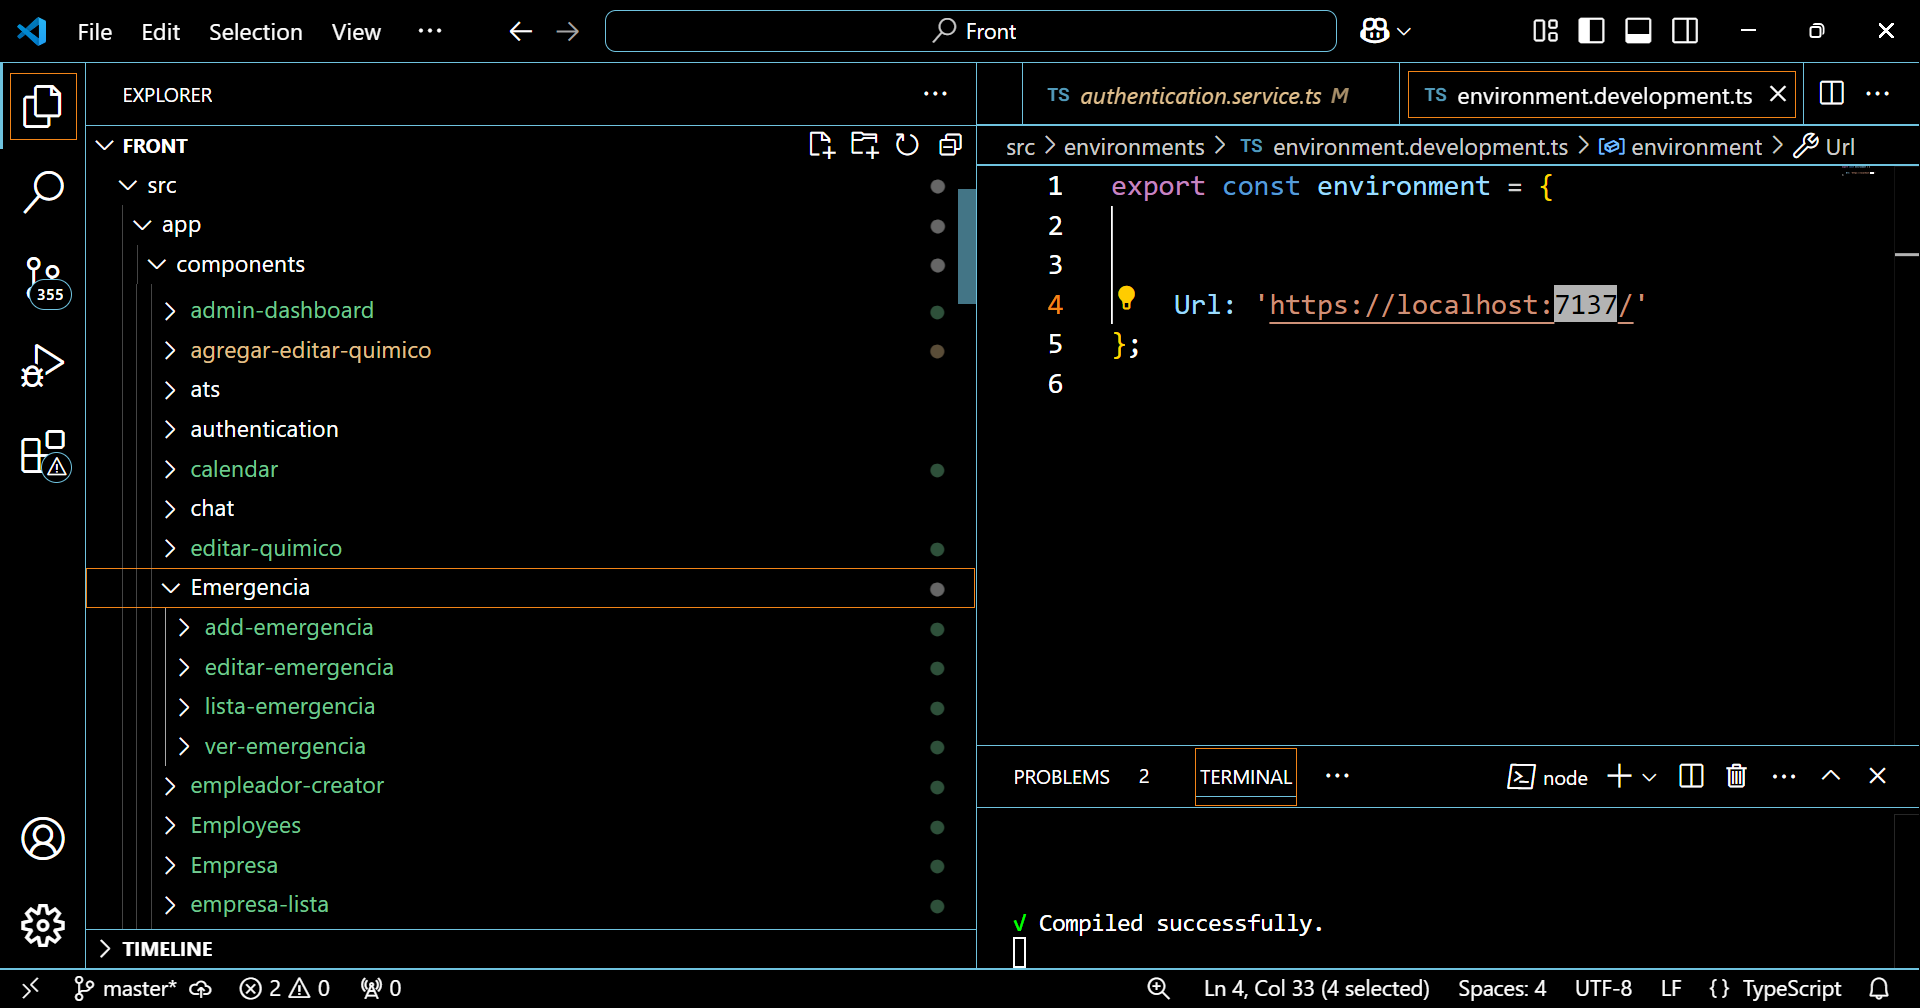 File Edit Selection View ··· Front
EXPLORER ···
FRONT
src
app
components
admin-dashboard
agregar-editar-quimico
ats
authentication
calendar
chat
editar-quimico
Emergencia
add-emergencia
editar-emergencia
lista-emergencia
ver-emergencia
empleador-creator
Employees
Empresa
empresa-lista
TIMELINE
355
TS authentication.service.ts M TS environment.development.ts
src > environments > TS environment.development.ts > environment > Url
1 export const environment = {
2
3
4 Url: 'https://localhost:7137/'
5 };
6
PROBLEMS 2 TERMINAL ··· node
√ Compiled successfully.
master* 2 0 0 Ln 4, Col 33 (4 selected) Spaces: 4 UTF-8 LF {} TypeScript